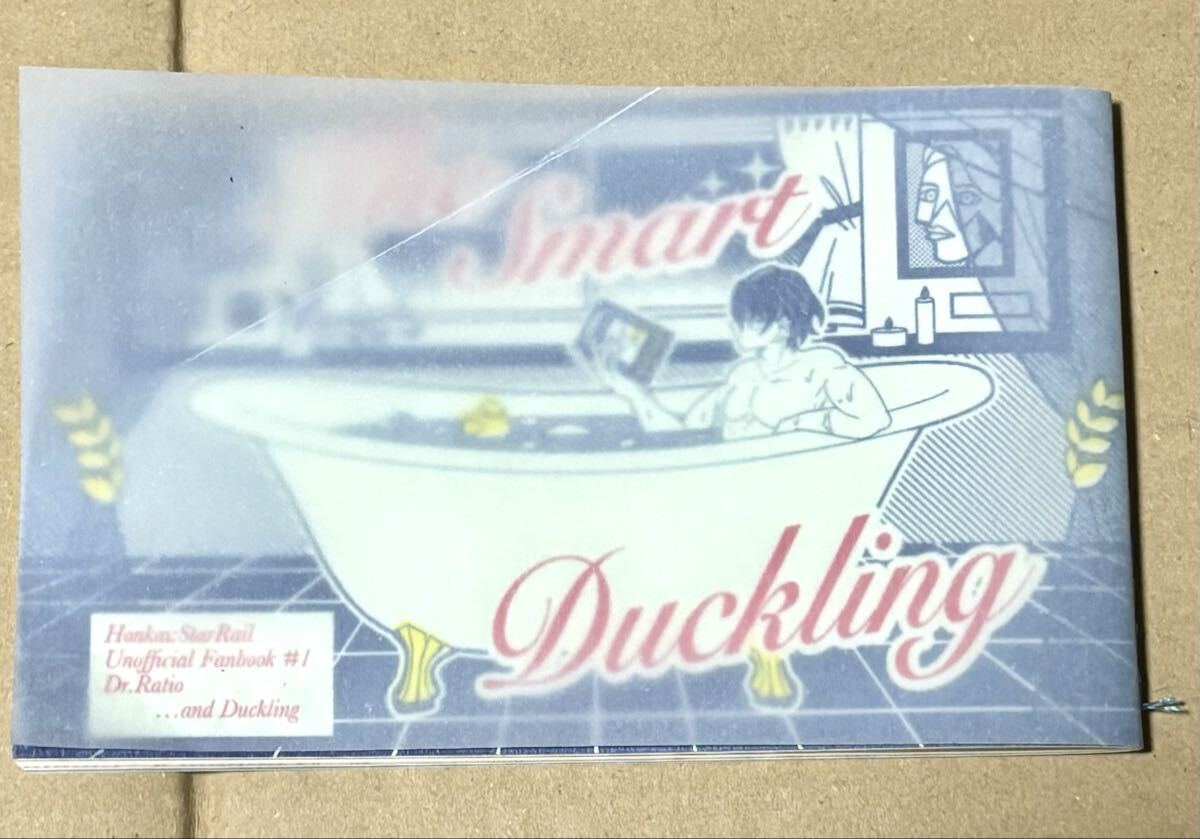 Smart
Duckling
Honkai: Star Rail
Unofficial Fanbook #1
Dr.Ratio
...and Duckling